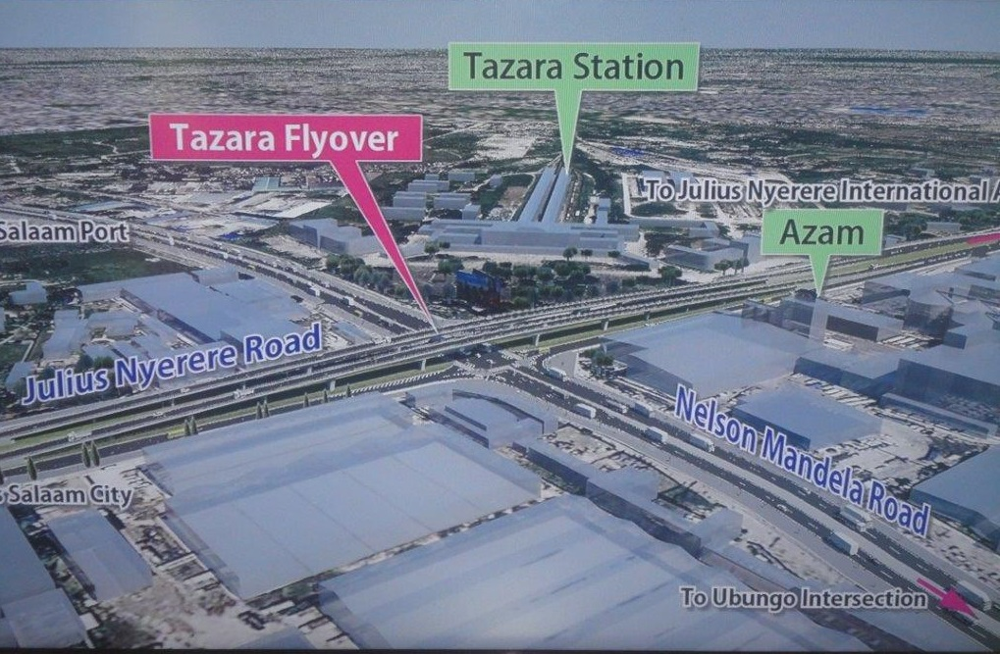 Tazara Station
Tazara Flyover
To Julius Nyerere International
Salaam Port
Azam
Julius Nyerere Road
Nelson Mandela Road
Salaam City
To Ubungo Intersection